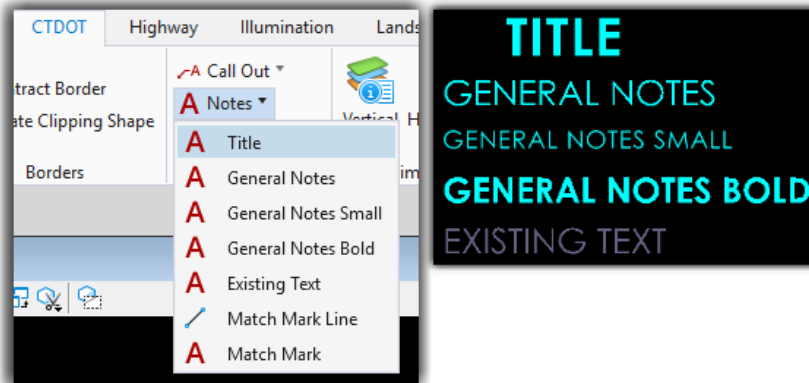 CTDOT Highway Illumination Lands
tract Border
ate Clipping Shape
Borders
A Call Out
A Notes
Vertical H
im
A Title
A General Notes
A General Notes Small
A General Notes Bold
A Existing Text
Match Mark Line
A Match Mark
TITLE
GENERAL NOTES
GENERAL NOTES SMALL
GENERAL NOTES BOLD
EXISTING TEXT